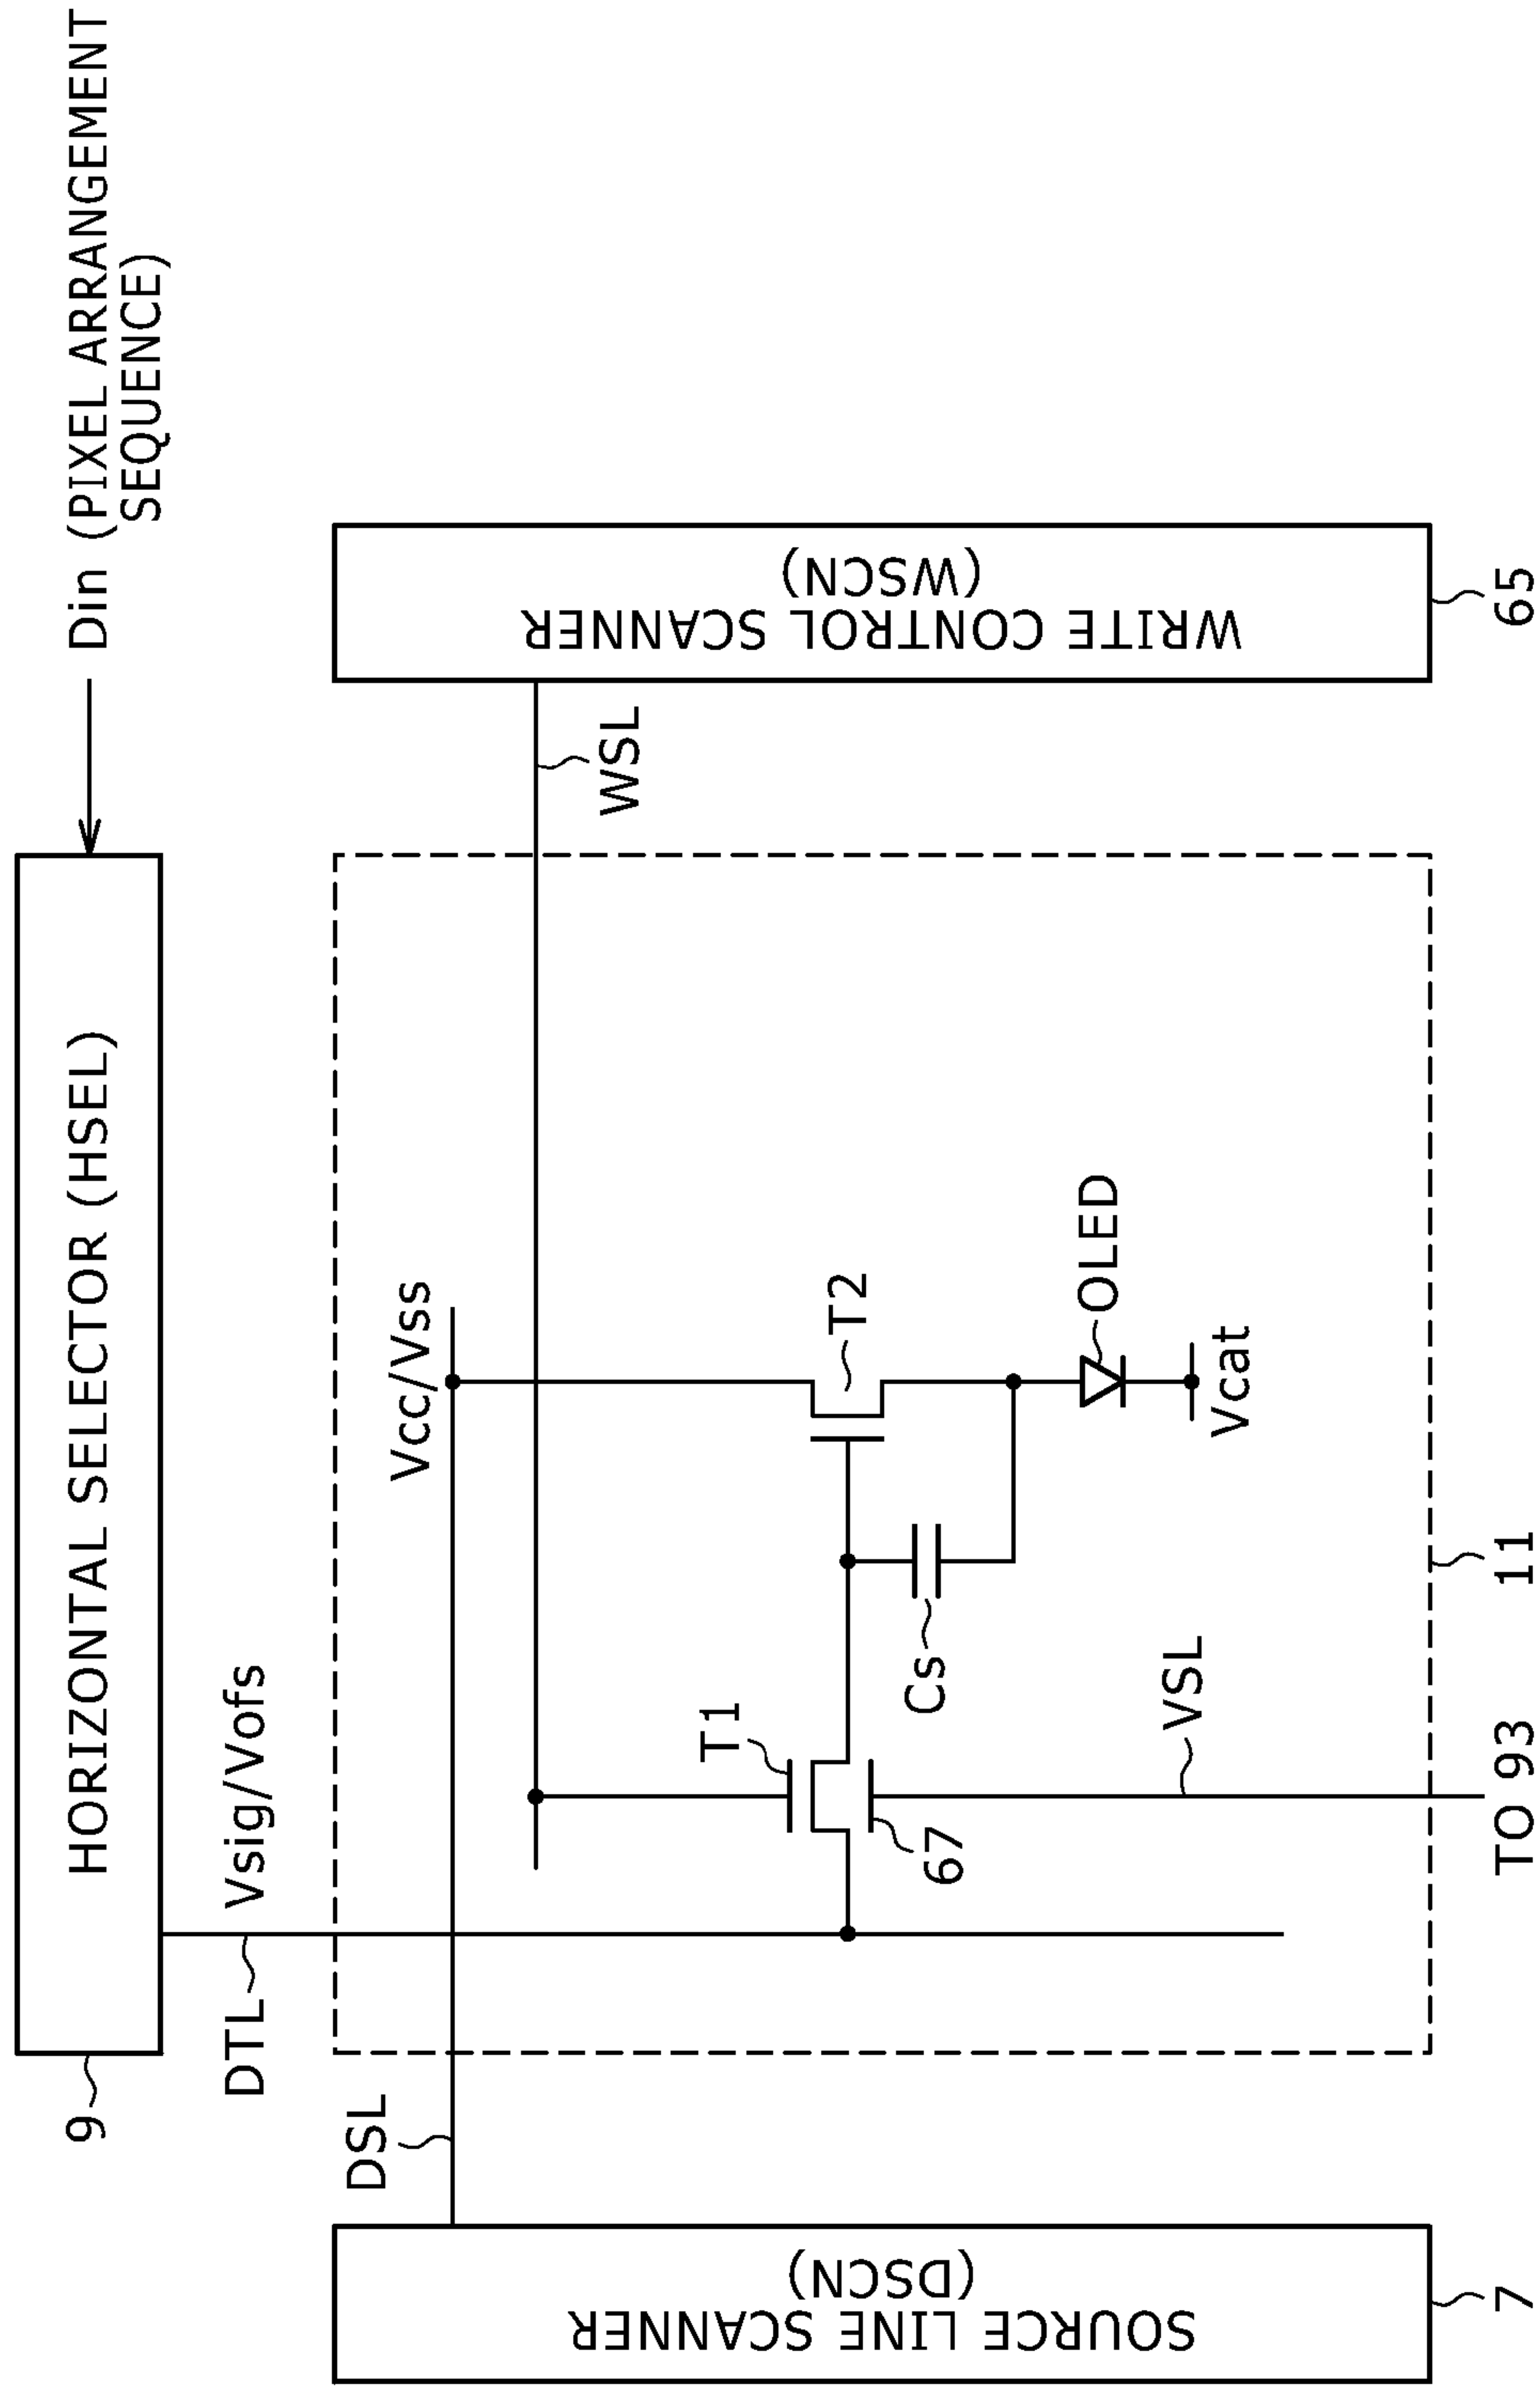 Din (PIXEL ARRANGEMENT
SEQUENCE)
HORIZONTAL SELECTOR (HSEL)
9
DTL
Vsig/Vofs
DSL
Vcc/Vss
WSL
SOURCE LINE SCANNER
(DSCN)
7
WRITE CONTROL SCANNER
(WSCN)
65
T1
67
T2
Cs
OLED
Vcat
VSL
TO 93
11